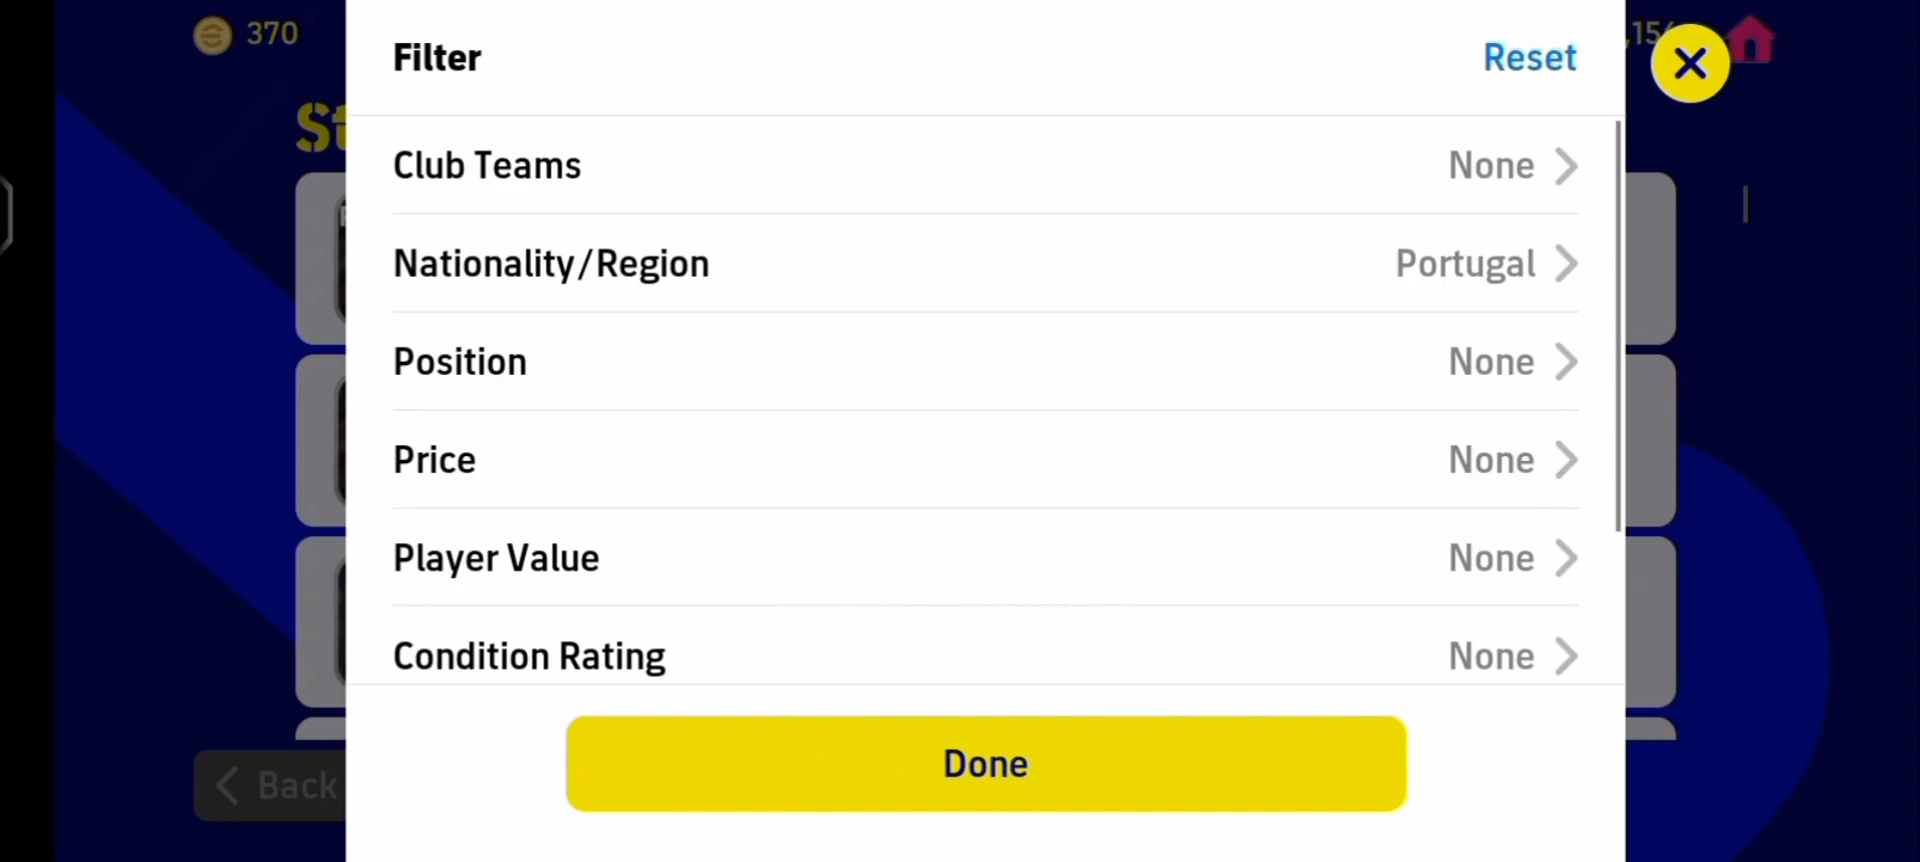 370
Filter
Reset
Club Teams
None
Nationality/Region
Portugal
Position
None
Price
None
Player Value
None
Condition Rating
None
Done
Back